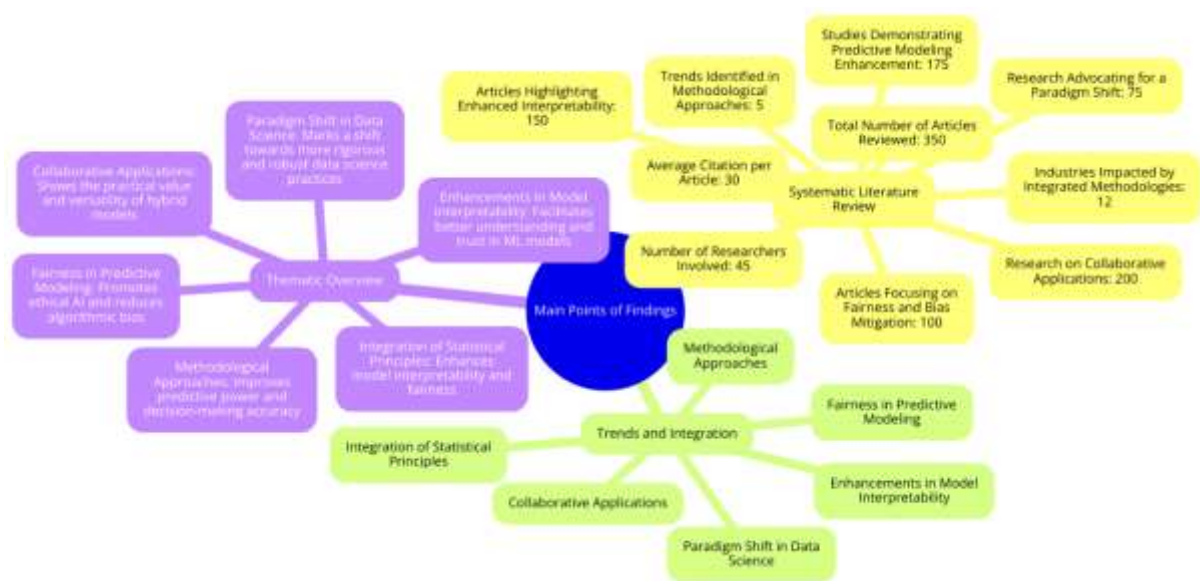 Studies Demonstrating
Predictive Modeling
Enhancement: 175
Trends Identified in
Methodological
Approaches: 5
Research Advocating for a
Paradigm Shift: 75
Articles Highlighting
Enhanced Interpretability:
150
Total Number of Articles
Reviewed: 350
Average Citation per
Article: 30
Systematic Literature
Review
Industries Impacted by
Integrated Methodologies:
12
Number of Researchers
Involved: 45
Research on Collaborative
Applications: 200
Articles Focusing on
Fairness and Bias
Mitigation: 100
Paradigm Shift in Data
Science: Marks a shift
towards more rigorous
and robust data science
practices
Collaborative Applications:
Shows the practical value
and versatility of hybrid
models
Enhancements in Model
Interpretability: Facilitates
better understanding and
trust in ML models
Thematic Overview
Fairness in Predictive
Modeling: Promotes
ethical AI and reduces
algorithmic bias
Main Points of Findings
Methodological
Approaches: Improves
predictive power and
decision-making accuracy
Integration of Statistical
Principles: Enhances
model interpretability and
fairness
Methodological
Approaches
Fairness in Predictive
Modeling
Trends and Integration
Integration of Statistical
Principles
Enhancements in Model
Interpretability
Collaborative Applications
Paradigm Shift in Data
Science